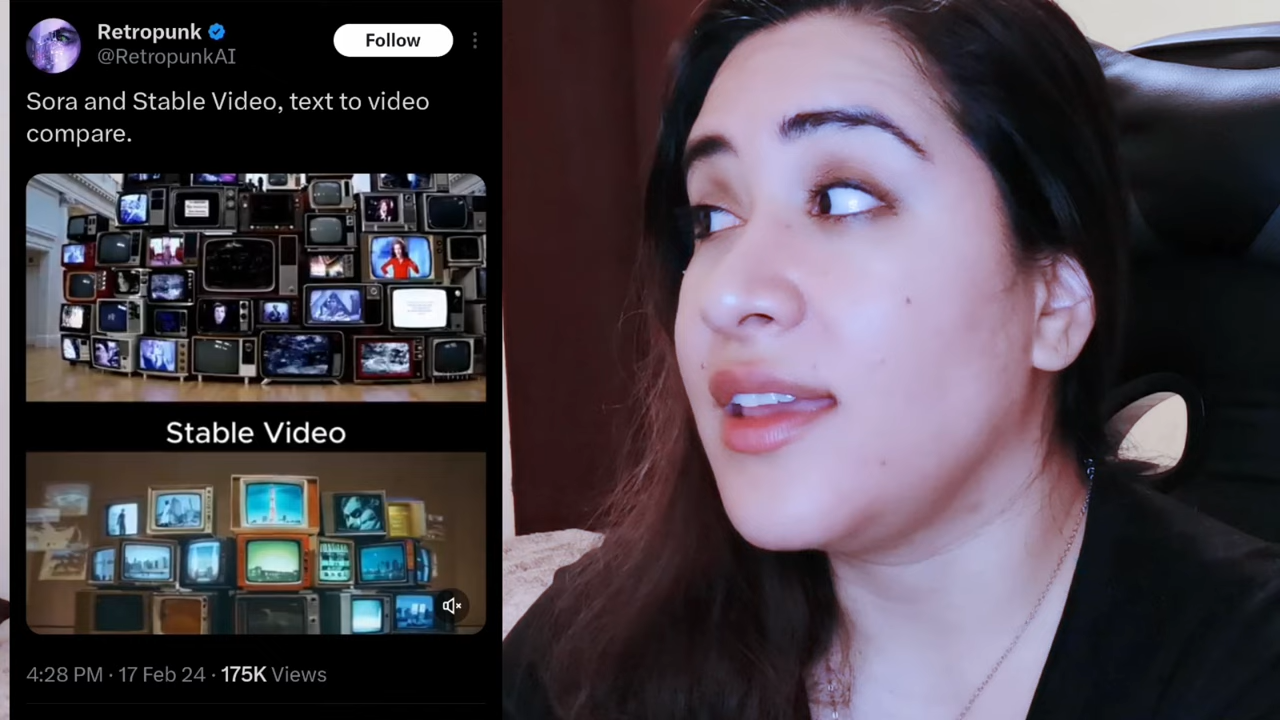 Retropunk
@RetropunkAI
Follow
Sora and Stable Video, text to video
compare.
Stable Video
4:28 PM · 17 Feb 24 · 175K Views